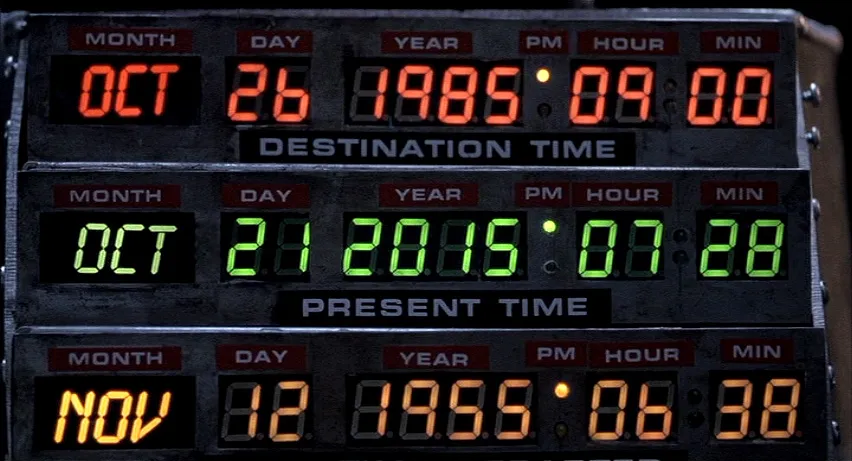 MONTH DAY YEAR PM HOUR MIN
OCT 26 1985 09 00
DESTINATION TIME
MONTH DAY YEAR PM HOUR MIN
OCT 21 2015 07 28
PRESENT TIME
MONTH DAY YEAR PM HOUR MIN
NOV 12 1955 06 38